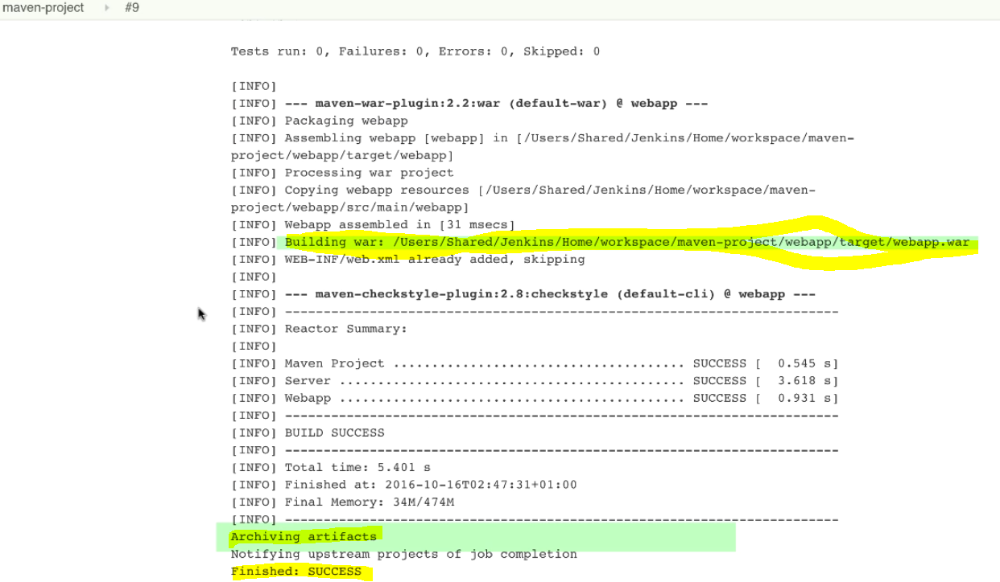 maven-project ▸ #9
Tests run: 0, Failures: 0, Errors: 0, Skipped: 0
[INFO]
[INFO] --- maven-war-plugin:2.2:war (default-war) @ webapp ---
[INFO] Packaging webapp
[INFO] Assembling webapp [webapp] in [/Users/Shared/Jenkins/Home/workspace/maven-
project/webapp/target/webapp]
[INFO] Processing war project
[INFO] Copying webapp resources [/Users/Shared/Jenkins/Home/workspace/maven-
project/webapp/src/main/webapp]
[INFO] Webapp assembled in [31 msecs]
[INFO] Building war: /Users/Shared/Jenkins/Home/workspace/maven-project/webapp/target/webapp.war
[INFO] WEB-INF/web.xml already added, skipping
[INFO]
[INFO] --- maven-checkstyle-plugin:2.8:checkstyle (default-cli) @ webapp ---
[INFO] ------------------------------------------------------------------------
[INFO] Reactor Summary:
[INFO]
[INFO] Maven Project ...................................... SUCCESS [  0.545 s]
[INFO] Server ............................................. SUCCESS [  3.618 s]
[INFO] Webapp ............................................. SUCCESS [  0.931 s]
[INFO] ------------------------------------------------------------------------
[INFO] BUILD SUCCESS
[INFO] ------------------------------------------------------------------------
[INFO] Total time: 5.401 s
[INFO] Finished at: 2016-10-16T02:47:31+01:00
[INFO] Final Memory: 34M/474M
[INFO] ------------------------------------------------------------------------
Archiving artifacts
Notifying upstream projects of job completion
Finished: SUCCESS